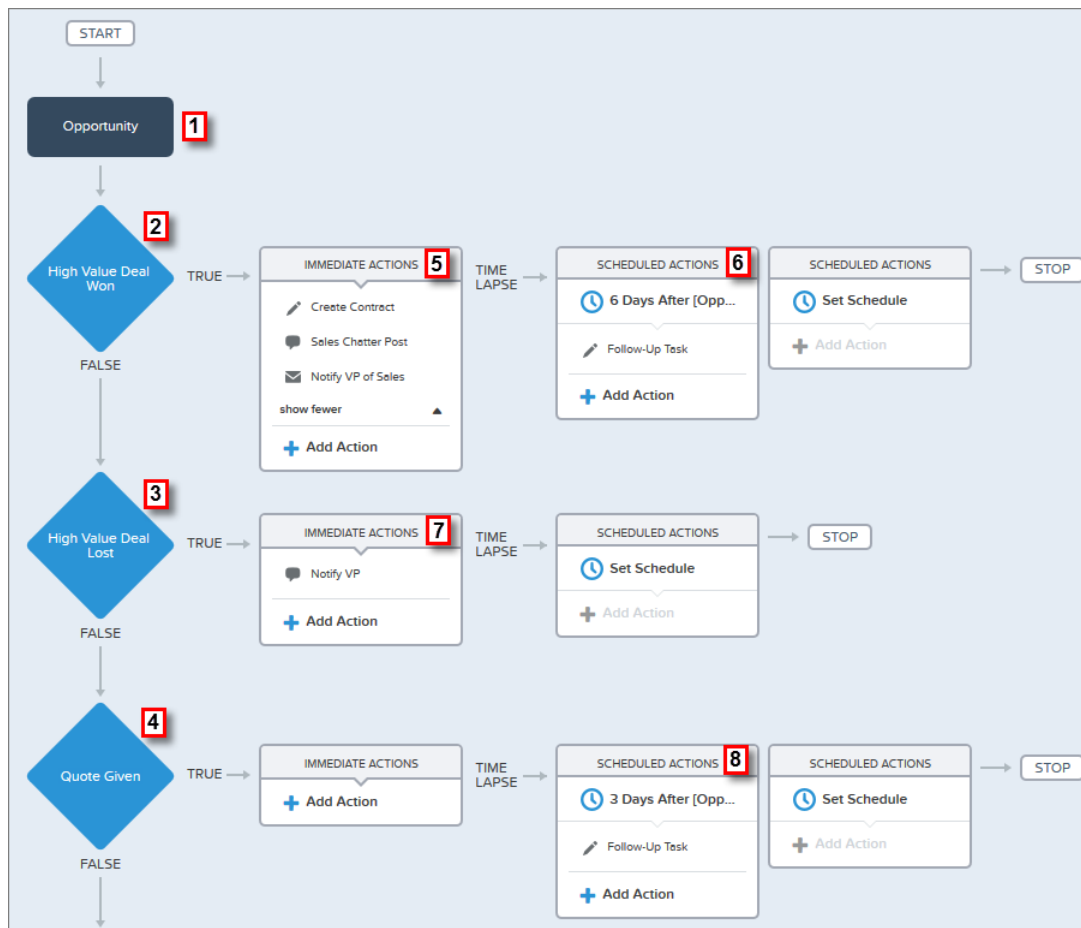 START
Opportunity
1
2
High Value Deal
Won
TRUE
IMMEDIATE ACTIONS
5
Create Contract
Sales Chatter Post
Notify VP of Sales
show fewer
Add Action
TIME
LAPSE
SCHEDULED ACTIONS
6
6 Days After [Opp...
Follow-Up Task
Add Action
SCHEDULED ACTIONS
Set Schedule
Add Action
STOP
FALSE
3
High Value Deal
Lost
TRUE
IMMEDIATE ACTIONS
7
Notify VP
Add Action
TIME
LAPSE
SCHEDULED ACTIONS
Set Schedule
Add Action
STOP
FALSE
4
Quote Given
TRUE
IMMEDIATE ACTIONS
Add Action
TIME
LAPSE
SCHEDULED ACTIONS
8
3 Days After [Opp...
Follow-Up Task
Add Action
SCHEDULED ACTIONS
Set Schedule
Add Action
STOP
FALSE